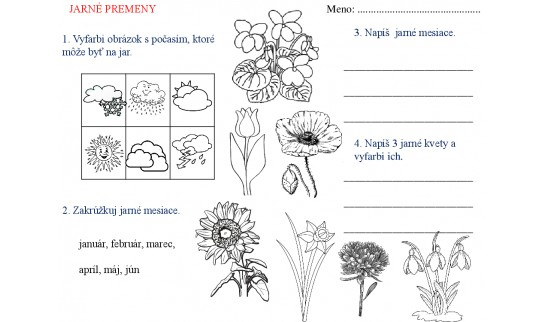 JARNÉ PREMENY
Meno: ................................................
1. Vyfarbi obrázok s počasím, ktoré
môže byť na jar.
2. Zakrúžkuj jarné mesiace.
január, február, marec,
apríl, máj, jún
3. Napíš jarné mesiace.
4. Napíš 3 jarné kvety a
vyfarbi ich.